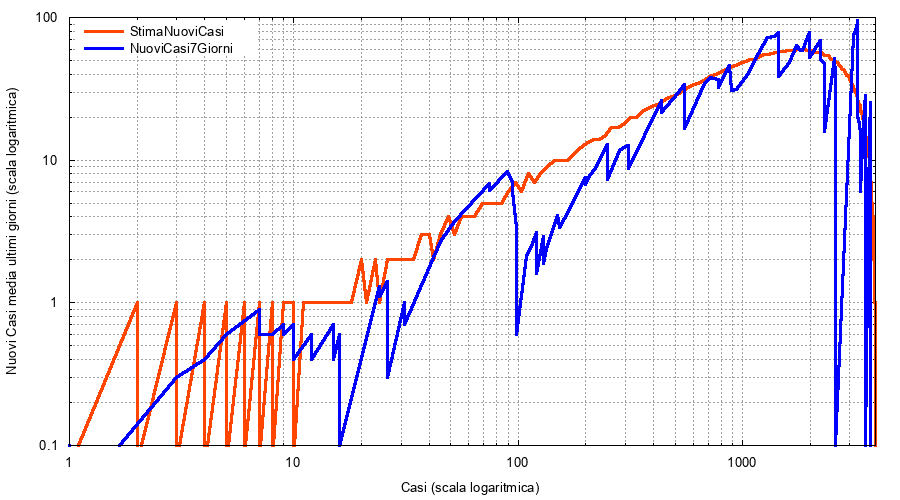 100
StimaNuoviCasi
NuoviCasi7Giorni
10
1
0.1
Nuovi Casi media ultimi giorni (scala logaritmica)
1
10
100
1000
Casi (scala logaritmica)